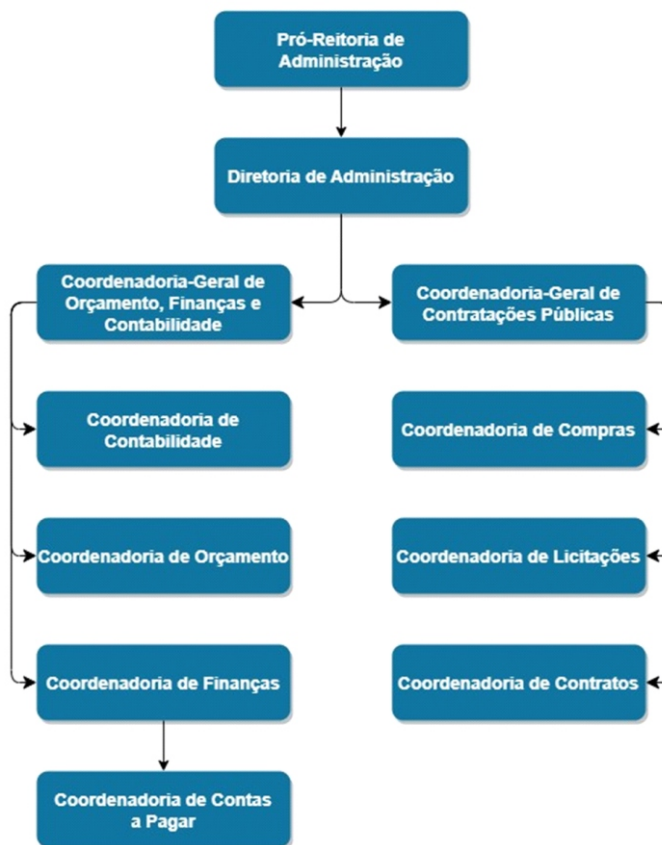 Pró-Reitoria de
Administração
Diretoria de Administração
Coordenadoria-Geral de
Orçamento, Finanças e
Contabilidade
Coordenadoria-Geral de
Contratações Públicas
Coordenadoria de
Contabilidade
Coordenadoria de Compras
Coordenadoria de Orçamento
Coordenadoria de Licitações
Coordenadoria de Finanças
Coordenadoria de Contratos
Coordenadoria de Contas
a Pagar